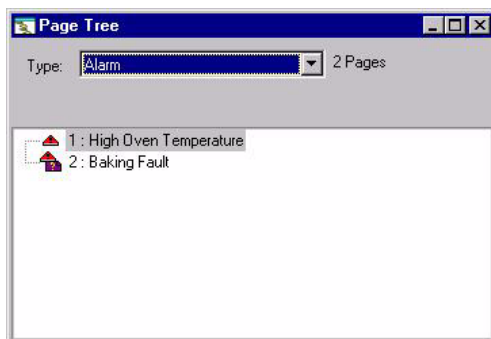 Page Tree
Type: Alarm 2 Pages
1 : High Oven Temperature
2 : Baking Fault